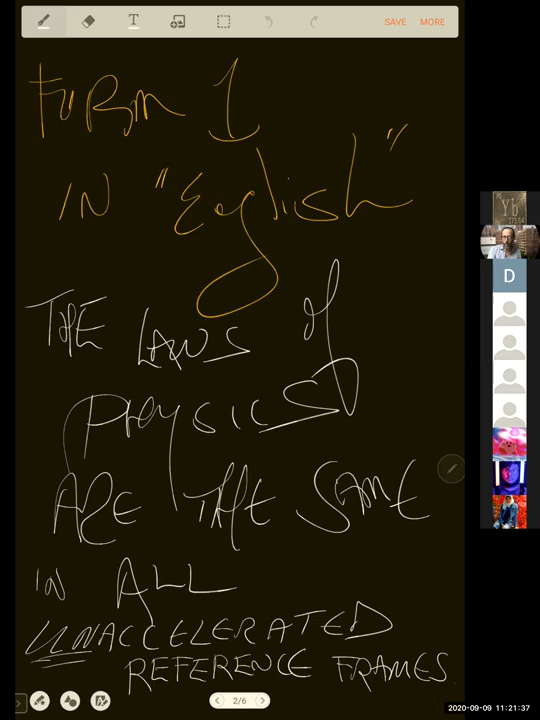 SAVE MORE
FORM 1
IN "English"
THE LAWS of
PHYSICS
ARE THE SAME
IN ALL
UNACCELERATED
REFERENCE FRAMES.
2/6
Yb
D
2020-09-09 11:21:37